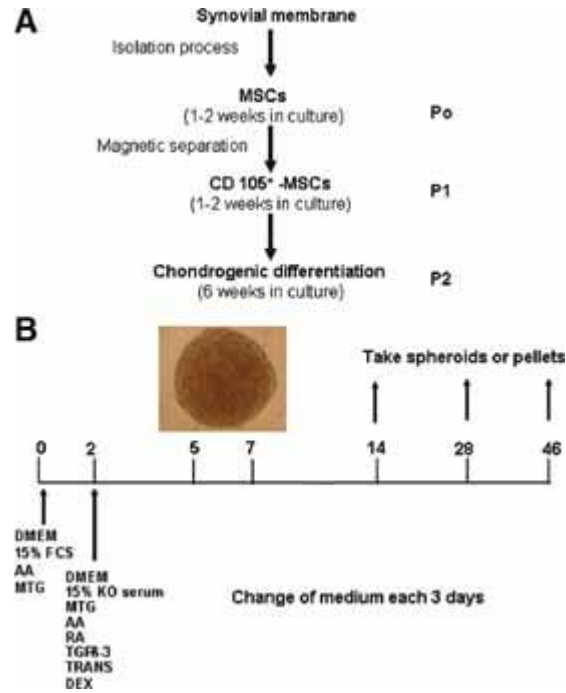 A
Synovial membrane
Isolation process
MSCs
(1-2 weeks in culture)
Po
Magnetic separation
CD 105+ -MSCs
(1-2 weeks in culture)
P1
Chondrogenic differentiation
(6 weeks in culture)
P2
B
Take spheroids or pellets
0 2 5 7 14 28 46
DMEM
15% FCS
AA
MTG
DMEM
15% KO serum
MTG
AA
RA
TRANS
DEX
Change of medium each 3 days